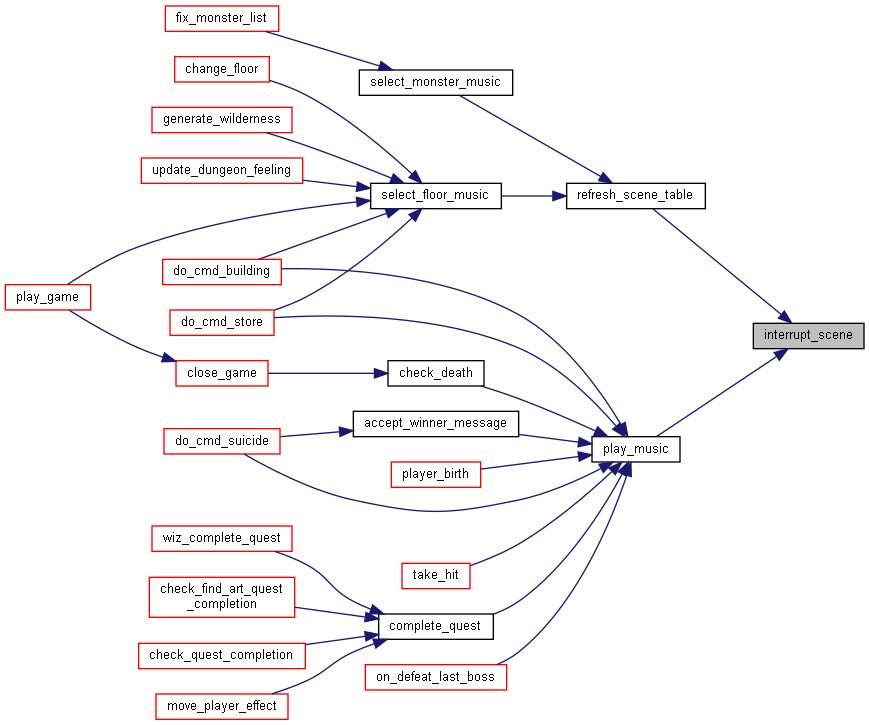 fix_monster_list
change_floor
select_monster_music
generate_wilderness
update_dungeon_feeling
select_floor_music
refresh_scene_table
do_cmd_building
play_game
do_cmd_store
interrupt_scene
close_game
check_death
accept_winner_message
do_cmd_suicide
play_music
player_birth
wiz_complete_quest
take_hit
check_find_art_quest
_completion
complete_quest
check_quest_completion
on_defeat_last_boss
move_player_effect